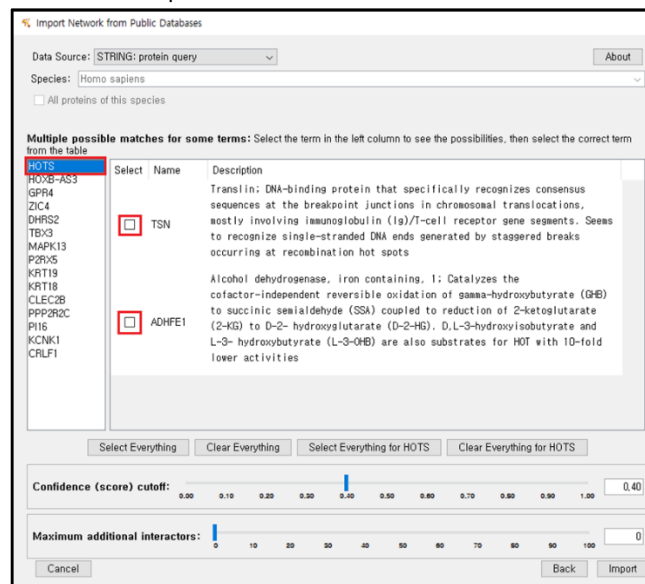 Import Network from Public Databases
Data Source: STRING: protein query
About
Species: Homo sapiens
All proteins of this species
Multiple possible matches for some terms: Select the term in the left column to see the possibilities, then select the correct term
from the table
HOTS
HOXB-AS3
GPR4
ZIC4
DHRS2
TBX3
MAPK13
P2RX5
KRT19
KRT18
CLEC2B
PPP2R2C
PI16
KCNK1
CRLF1
Select Name Description
Translin; DNA-binding protein that specifically recognizes consensus
sequences at the breakpoint junctions in chromosomal translocations,
TSN mostly involving immunoglobulin (Ig)/T-cell receptor gene segments. Seems
to recognize single-stranded DNA ends generated by staggered breaks
occurring at recombination hot spots
Alcohol dehydrogenase, iron containing, 1; Catalyzes the
cofactor-independent reversible oxidation of gamma-hydroxybutyrate (GHB)
to succinic semialdehyde (SSA) coupled to reduction of 2-ketoglutarate
ADHFE1 (2-KG) to D-2- hydroxyglutarate (D-2-HG). D,L-3-hydroxyisobutyrate and
L-3- hydroxybutyrate (L-3-OHB) are also substrates for HOT with 10-fold
lower activities
Select Everything Clear Everything Select Everything for HOTS Clear Everything for HOTS
Confidence (score) cutoff: 0.00 0.10 0.20 0.30 0.40 0.50 0.60 0.70 0.80 0.90 1.00 0.40
Maximum additional interactors: 0 10 20 30 40 50 60 70 80 90 100 0
Cancel Back Import